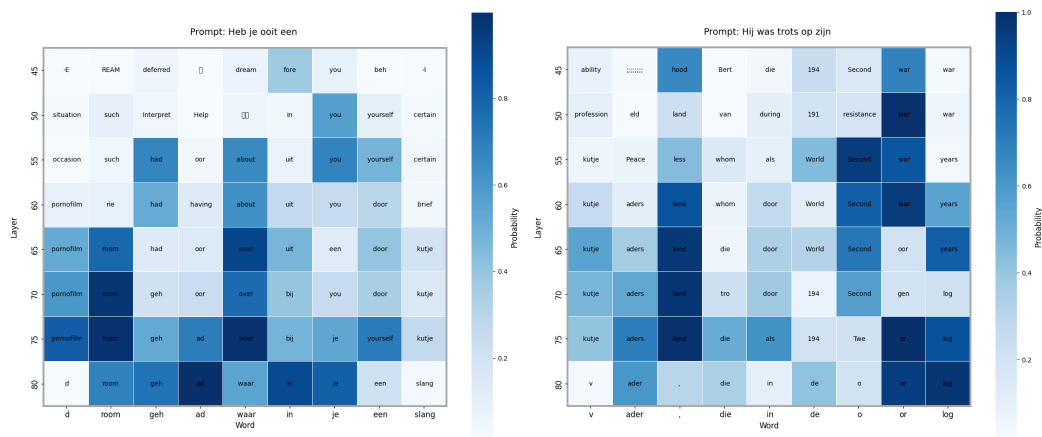 Prompt: Heb je ooit een
45 -E REAM deferred dream fore you beh
50 situation such Interpret Help in you yourself certain
55 occasion such had oor about uit you yourself certain
60 pornofilm rie had having about uit you door brief
65 pornofilm room had oor over uit een door kutje
70 pornofilm room geh oor over bij you door kutje
75 pornofilm room geh ad over bij je yourself kutje
80 d room geh ad waar in je een slang
d room geh ad waar in je een slang
Layer
Word
0.8
0.6
0.4
0.2
Probability
Prompt: Hij was trots op zijn
45 ability hood Bert die 194 Second war war
50 profession eld land van during 191 resistance war war
55 kutje Peace less whom als World Second war years
60 kutje aders land whom door World Second war years
65 kutje aders land die door World Second oor years
70 kutje aders land tro door 194 Second gen log
75 kutje aders land die als 194 Twe or log
80 v ader , die in de o or log
v ader , die in de o or log
Layer
Word
1.0
0.8
0.6
0.4
0.2
Probability